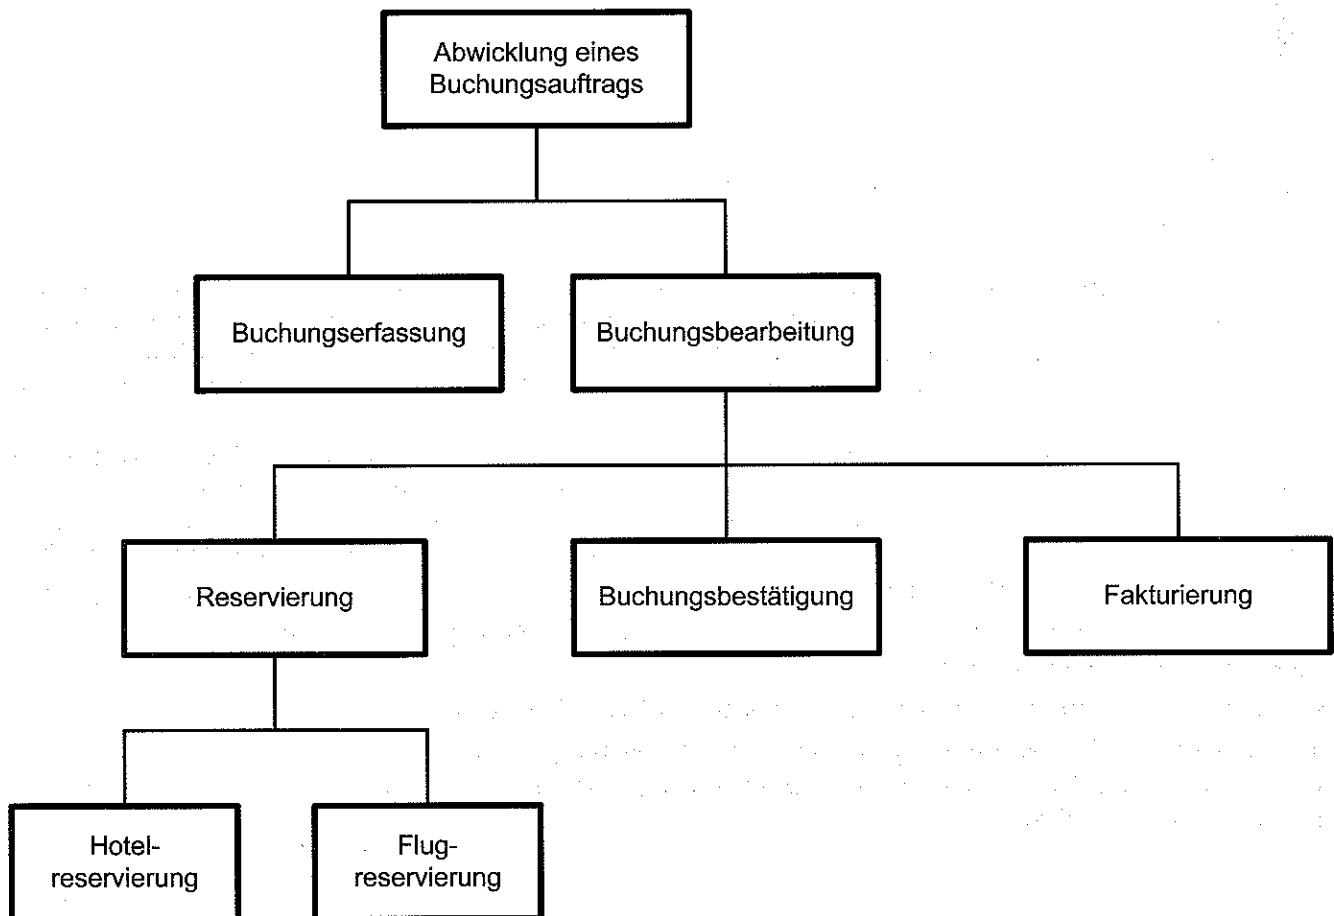 Abwicklung eines
Buchungsauftrags
Buchungserfassung
Buchungsbearbeitung
Reservierung
Buchungsbestätigung
Fakturierung
Hotel-
reservierung
Flug-
reservierung